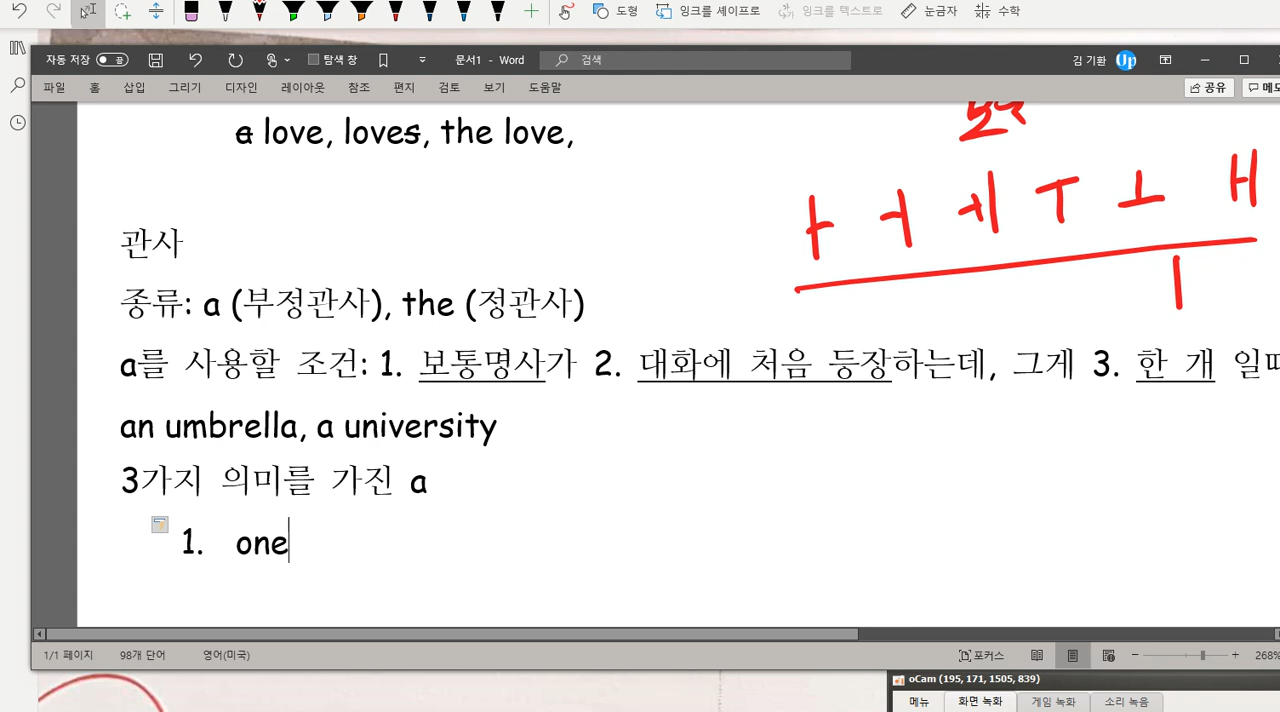 도형 잉크를 셰이프로 잉크를 텍스트로 눈금자 수학
자동 저장 끔 탐색 창 문서1 - Word 검색 김 기환 Up
파일 홈 삽입 그리기 디자인 레이아웃 참조 편지 검토 보기 도움말 공유 메모
a love, loves, the love,
ㅏ ㅓ ㅔ ㅜ ㅗ ㅐ
ㅣ
관사
종류: a (부정관사), the (정관사)
a를 사용할 조건: 1. 보통명사가 2. 대화에 처음 등장하는데, 그게 3. 한 개 일때
an umbrella, a university
3가지 의미를 가진 a
1. one
1/1 페이지 98개 단어 영어(미국) 포커스 268%
oCam (195, 171, 1505, 839)
메뉴 화면 녹화 게임 녹화 소리 녹음